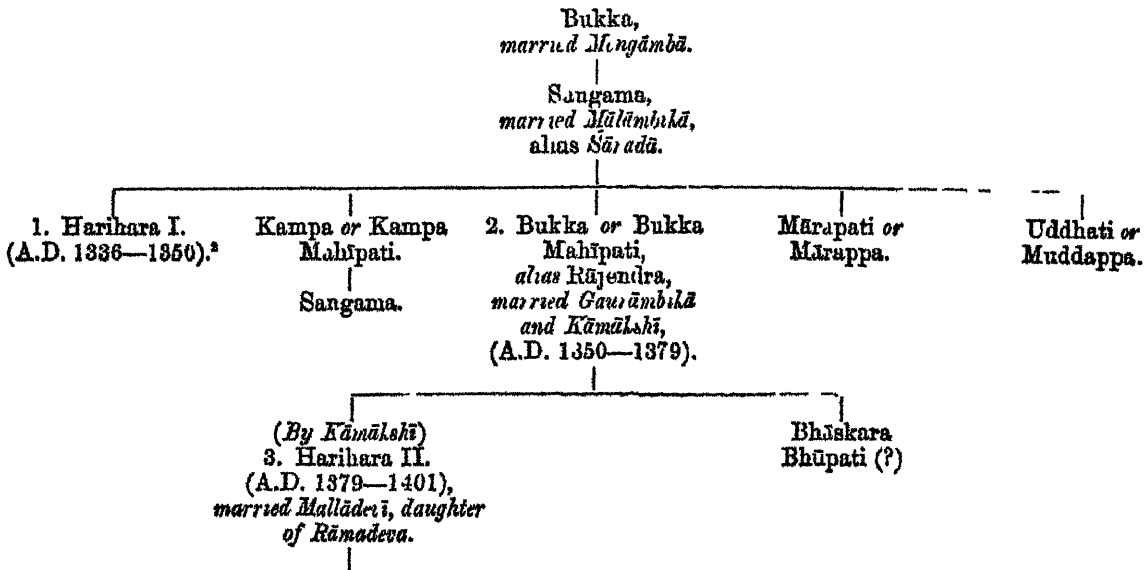 Bukka,
married Mengāmbā.
Sangama,
married Mālāmbikā,
alias Śāradā.
1. Harihara I.
(A.D. 1336—1350).²
Kampa or Kampa
Mahīpati.
Sangama.
2. Bukka or Bukka
Mahīpati,
alias Rājendra,
married Gaurāmbikā
and Kāmākshī,
(A.D. 1350—1379).
Mārapati or
Mārappa.
Uddhati or
Muddappa.
(By Kāmākshī)
3. Harihara II.
(A.D. 1379—1401),
married Mallādevī, daughter
of Rāmadeva.
Bhāskara
Bhūpati (?)